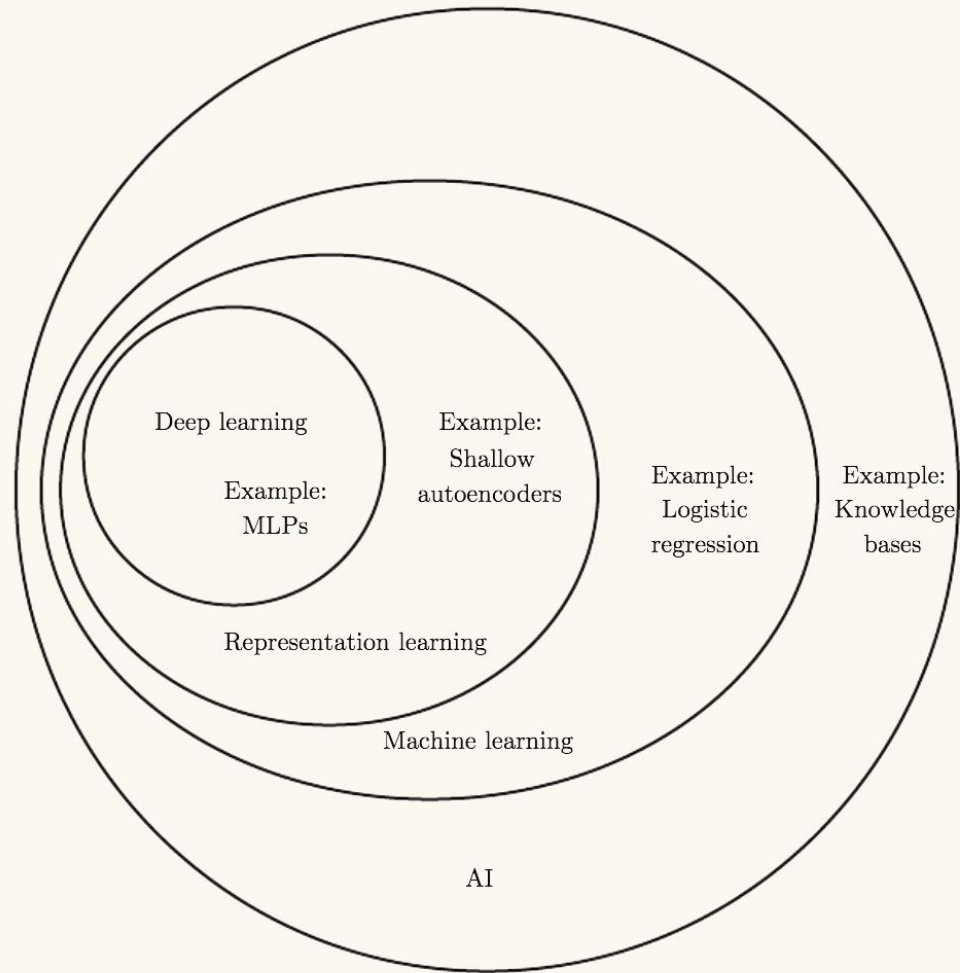 Deep learning
Example:
MLPs
Example:
Shallow
autoencoders
Example:
Logistic
regression
Example:
Knowledge
bases
Representation learning
Machine learning
AI